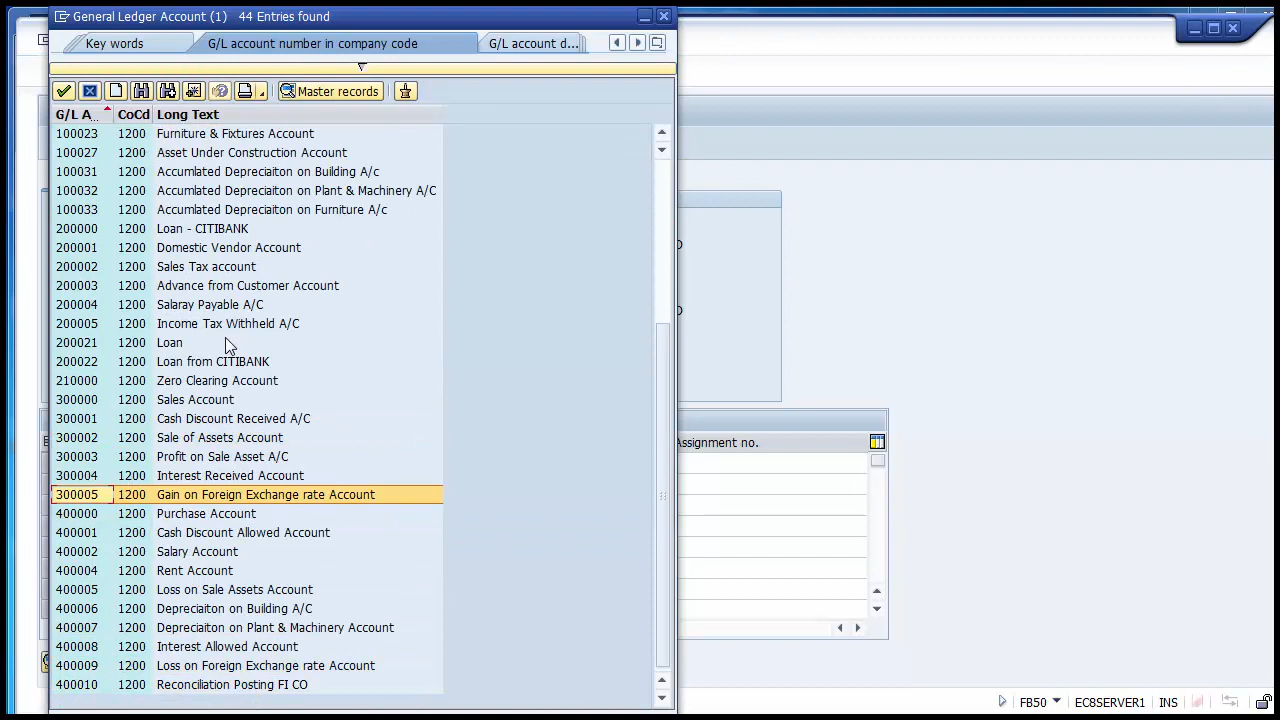 General Ledger Account (1) 44 Entries found
Key words
G/L account number in company code
G/L account d...
Master records
G/L A.. CoCd Long Text
100023 1200 Furniture & Fixtures Account
100027 1200 Asset Under Construction Account
100031 1200 Accumlated Depreciaiton on Building A/c
100032 1200 Accumlated Depreciaiton on Plant & Machinery A/C
100033 1200 Accumlated Depreciaiton on Furniture A/c
200000 1200 Loan - CITIBANK
200001 1200 Domestic Vendor Account
200002 1200 Sales Tax account
200003 1200 Advance from Customer Account
200004 1200 Salaray Payable A/C
200005 1200 Income Tax Withheld A/C
200021 1200 Loan
200022 1200 Loan from CITIBANK
210000 1200 Zero Clearing Account
300000 1200 Sales Account
300001 1200 Cash Discount Received A/C
300002 1200 Sale of Assets Account
300003 1200 Profit on Sale Asset A/C
300004 1200 Interest Received Account
300005 1200 Gain on Foreign Exchange rate Account
400000 1200 Purchase Account
400001 1200 Cash Discount Allowed Account
400002 1200 Salary Account
400004 1200 Rent Account
400005 1200 Loss on Sale Assets Account
400006 1200 Depreciaiton on Building A/C
400007 1200 Depreciaiton on Plant & Machinery Account
400008 1200 Interest Allowed Account
400009 1200 Loss on Foreign Exchange rate Account
400010 1200 Reconciliation Posting FI CO
Assignment no.
FB50 EC8SERVER1 INS